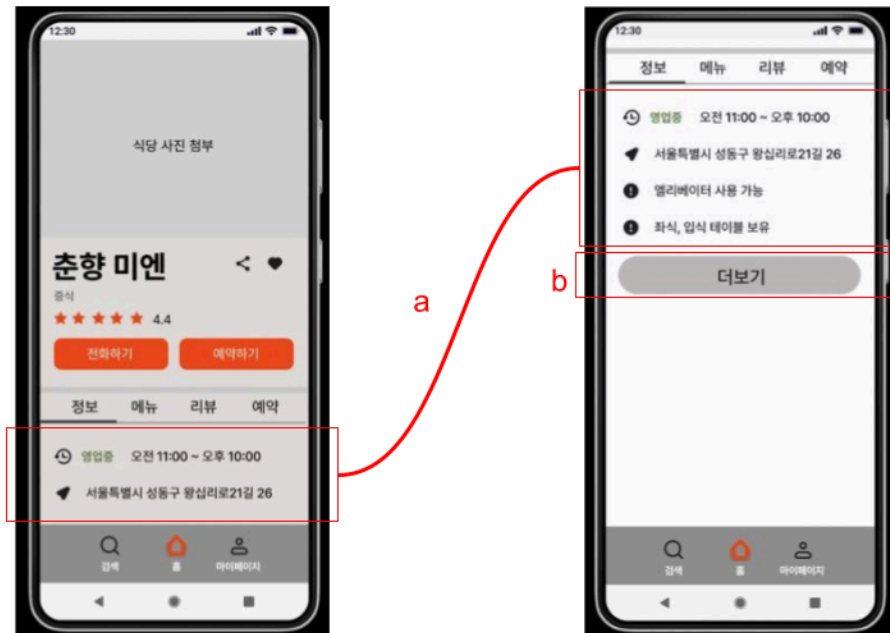 12:30
식당 사진 첨부
춘향 미엔
중식
4.4
전화하기 예약하기
정보 메뉴 리뷰 예약
영업중 오전 11:00 ~ 오후 10:00
서울특별시 성동구 왕십리로21길 26
검색 홈 마이페이지
a
12:30
정보 메뉴 리뷰 예약
영업중 오전 11:00 ~ 오후 10:00
서울특별시 성동구 왕십리로21길 26
엘리베이터 사용 가능
좌식, 입식 테이블 보유
b
더보기
검색 홈 마이페이지